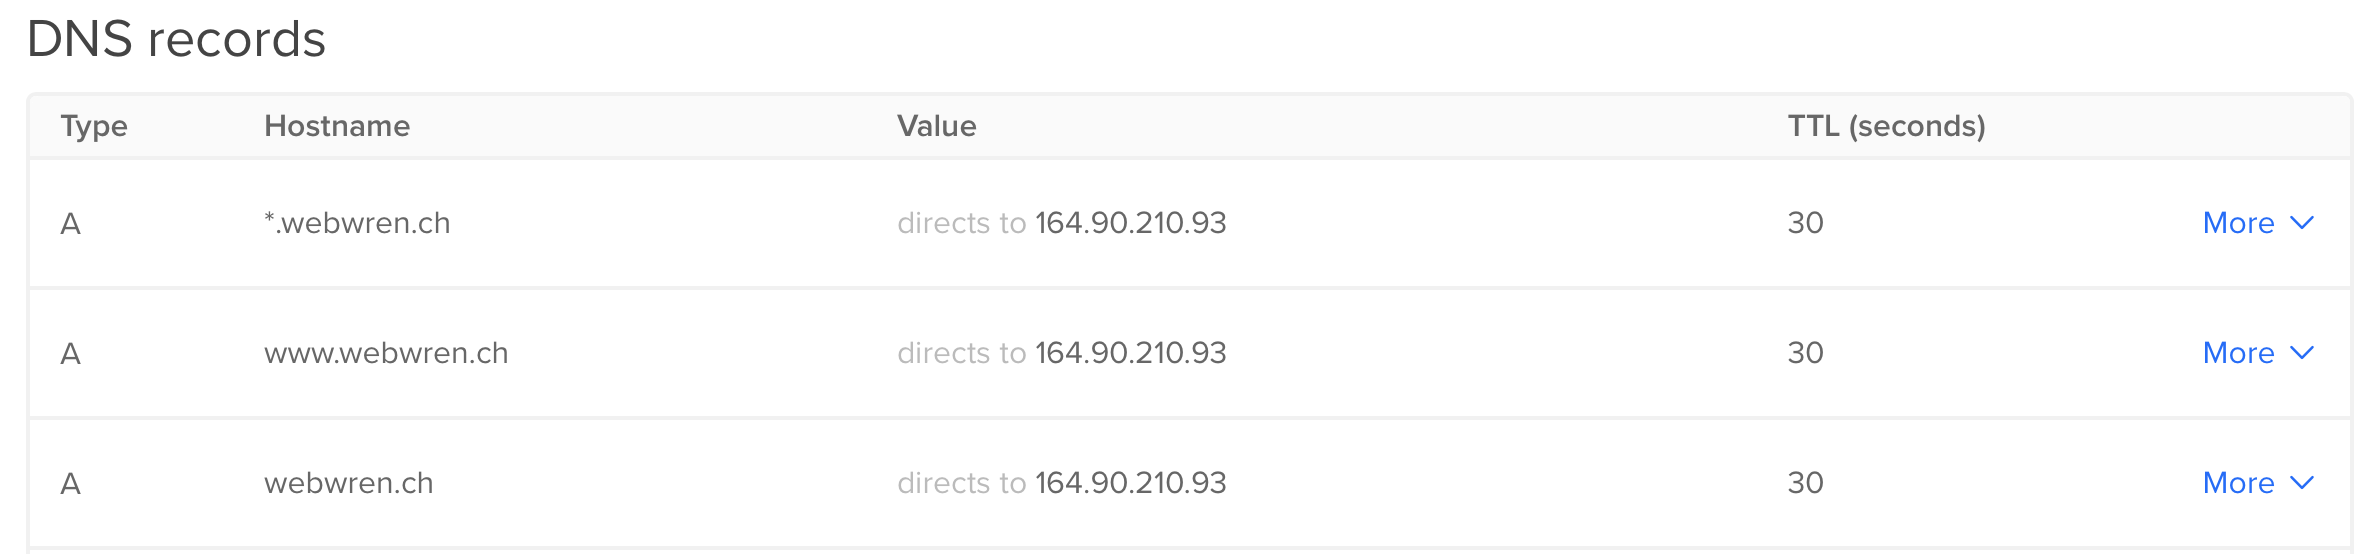 DNS records
Type Hostname Value TTL (seconds)
A *.webwren.ch directs to 164.90.210.93 30 More
A www.webwren.ch directs to 164.90.210.93 30 More
A webwren.ch directs to 164.90.210.93 30 More